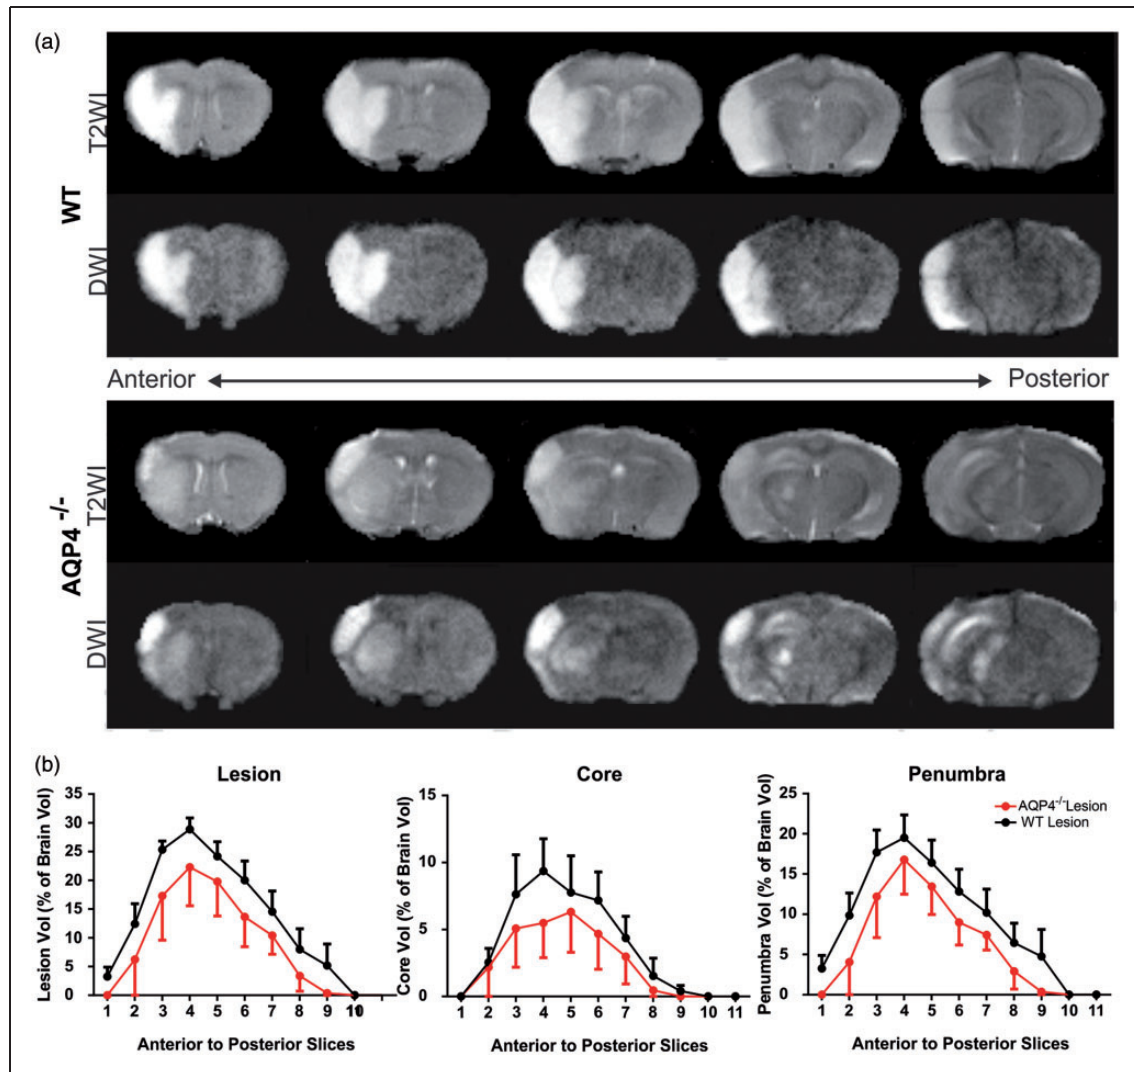 (a)
T2WI
WT
DWI
Anterior
Posterior
T2WI
AQP4-/-
DWI
(b)
Lesion
Lesion Vol (% of Brain Vol)
35
30
25
20
15
10
5
0
1 2 3 4 5 6 7 8 9 10
Anterior to Posterior Slices
Core
Core Vol (% of Brain Vol)
15
10
5
0
1 2 3 4 5 6 7 8 9 10 11
Anterior to Posterior Slices
Penumbra
Penumbra Vol (% of Brain Vol)
25
20
15
10
5
0
AQP4-/-Lesion
WT Lesion
1 2 3 4 5 6 7 8 9 10 11
Anterior to Posterior Slices